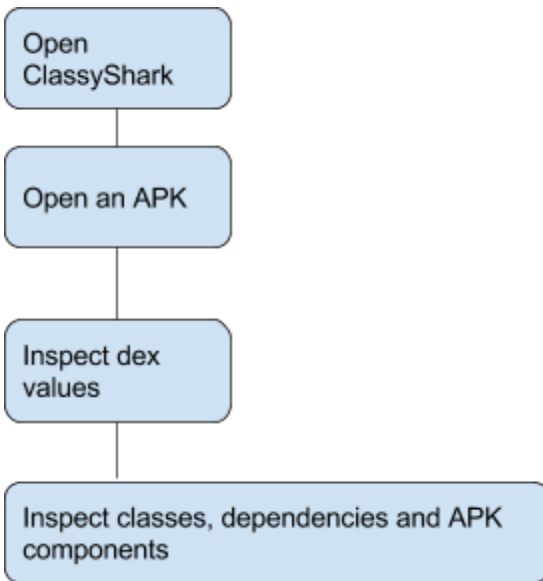 Open
ClassyShark
Open an APK
Inspect dex
values
Inspect classes, dependencies and APK
components